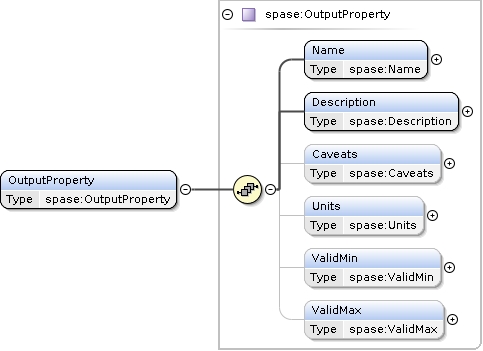 spase:OutputProperty
Name
Type spase:Name
Description
Type spase:Description
Caveats
Type spase:Caveats
OutputProperty
Type spase:OutputProperty
Units
Type spase:Units
ValidMin
Type spase:ValidMin
ValidMax
Type spase:ValidMax